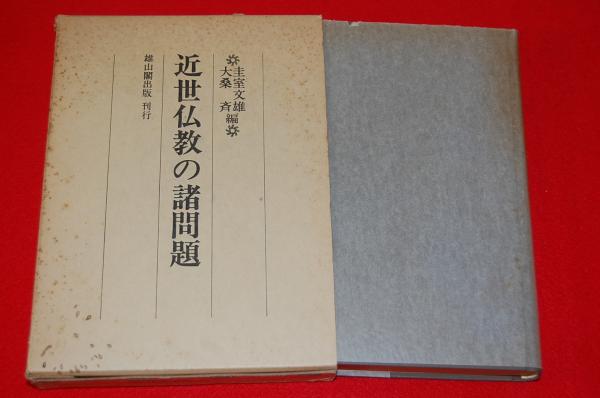 圭室文雄
大桑 斉 編
近世仏教の諸問題
雄山閣出版 刊行